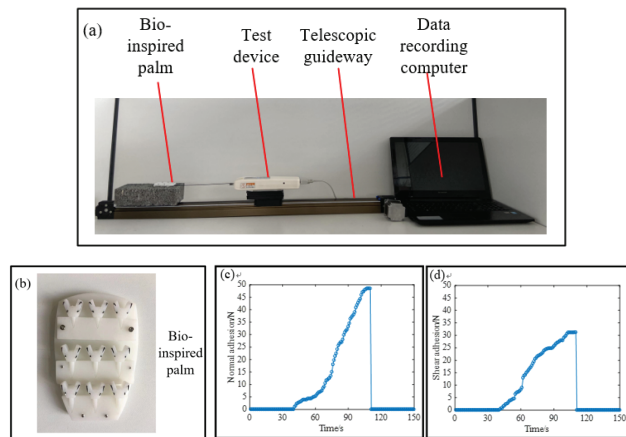 (a)
Bio-
inspired
palm
Test
device
Telescopic
guideway
Data
recording
computer
(b)
Bio-
inspired
palm
(c)
Normal adhesion/N
50
45
40
35
30
25
20
15
10
5
0
0 30 60 90 120 150
Time/s
(d)
Shear adhesion/N
50
45
40
35
30
25
20
15
10
5
0
0 30 60 90 120 150
Time/s